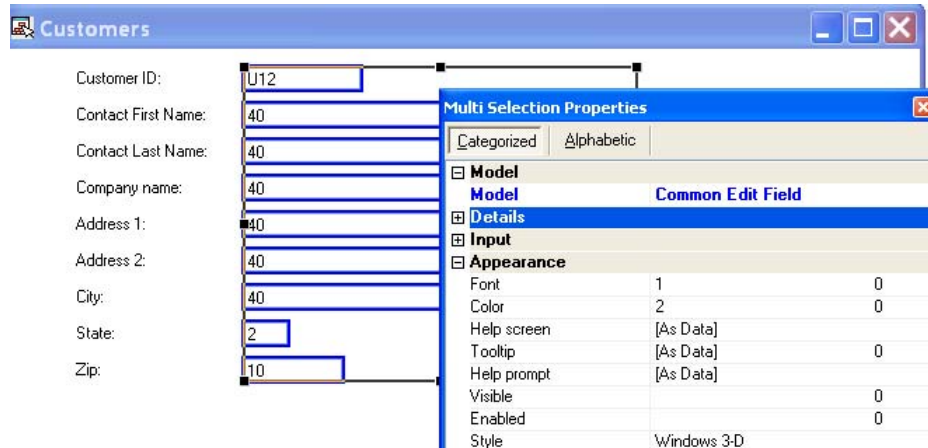 Customers
Customer ID: U12
Contact First Name: 40
Contact Last Name: 40
Company name: 40
Address 1: 40
Address 2: 40
City: 40
State: 2
Zip: 10
Multi Selection Properties
Categorized Alphabetic
Model
Model Common Edit Field
Details
Input
Appearance
Font 1 0
Color 2 0
Help screen [As Data]
Tooltip [As Data] 0
Help prompt [As Data]
Visible 0
Enabled 0
Style Windows 3-D